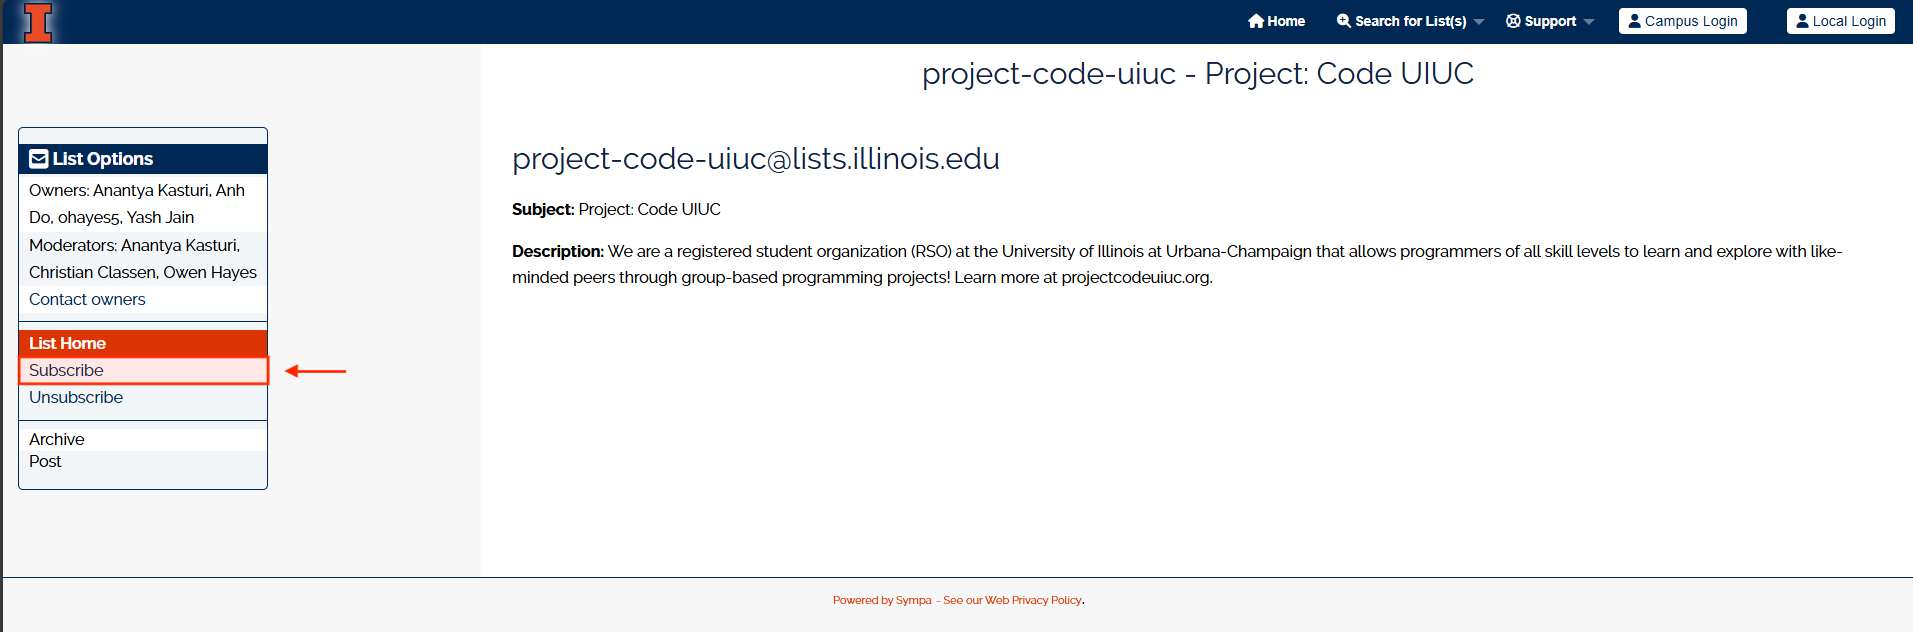 Home
Search for List(s)
Support
Campus Login
Local Login
project-code-uiuc - Project: Code UIUC
List Options
Owners: Anantya Kasturi, Anh
Do, ohayes5, Yash Jain
Moderators: Anantya Kasturi,
Christian Classen, Owen Hayes
Contact owners
List Home
Subscribe
Unsubscribe
Archive
Post
project-code-uiuc@lists.illinois.edu
Subject: Project: Code UIUC
Description: We are a registered student organization (RSO) at the University of Illinois at Urbana-Champaign that allows programmers of all skill levels to learn and explore with like-
minded peers through group-based programming projects! Learn more at projectcodeuiuc.org.
Powered by Sympa - See our Web Privacy Policy.